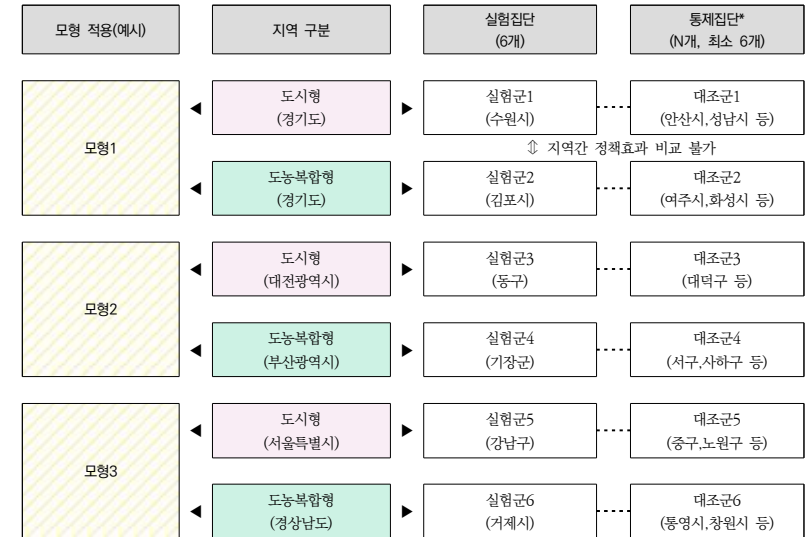 모형 적용(예시)
지역 구분
실험집단
(6개)
통제집단*
(N개, 최소 6개)
모형1
도시형
(경기도)
실험군1
(수원시)
대조군1
(안산시,성남시 등)
⇕ 지역간 정책효과 비교 불가
도농복합형
(경기도)
실험군2
(김포시)
대조군2
(여주시,화성시 등)
모형2
도시형
(대전광역시)
실험군3
(동구)
대조군3
(대덕구 등)
도농복합형
(부산광역시)
실험군4
(기장군)
대조군4
(서구,사하구 등)
모형3
도시형
(서울특별시)
실험군5
(강남구)
대조군5
(중구,노원구 등)
도농복합형
(경상남도)
실험군6
(거제시)
대조군6
(통영시,창원시 등)